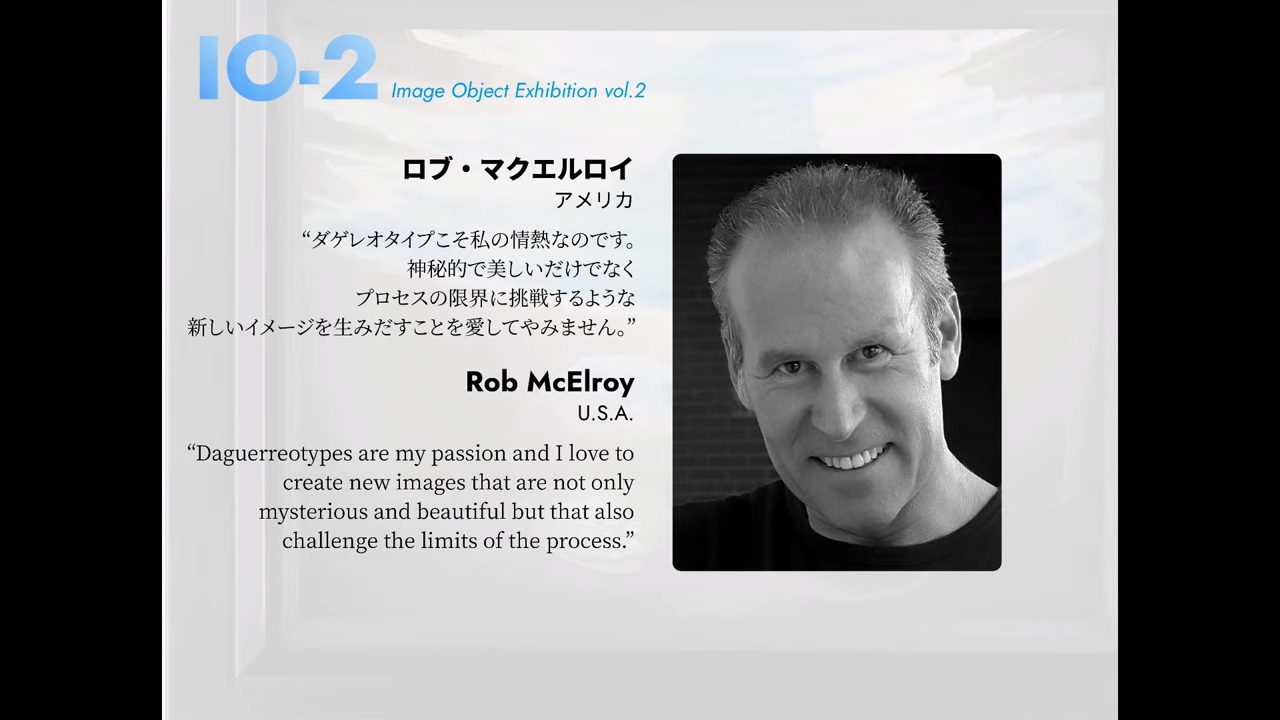 IO-2 Image Object Exhibition vol.2
ロブ・マクエルロイ
アメリカ
“ダゲレオタイプこそ私の情熱なのです。
神秘的で美しいだけでなく
プロセスの限界に挑戦するような
新しいイメージを生みだすことを愛してやみません。”
Rob McElroy
U.S.A.
“Daguerreotypes are my passion and I love to
create new images that are not only
mysterious and beautiful but that also
challenge the limits of the process.”